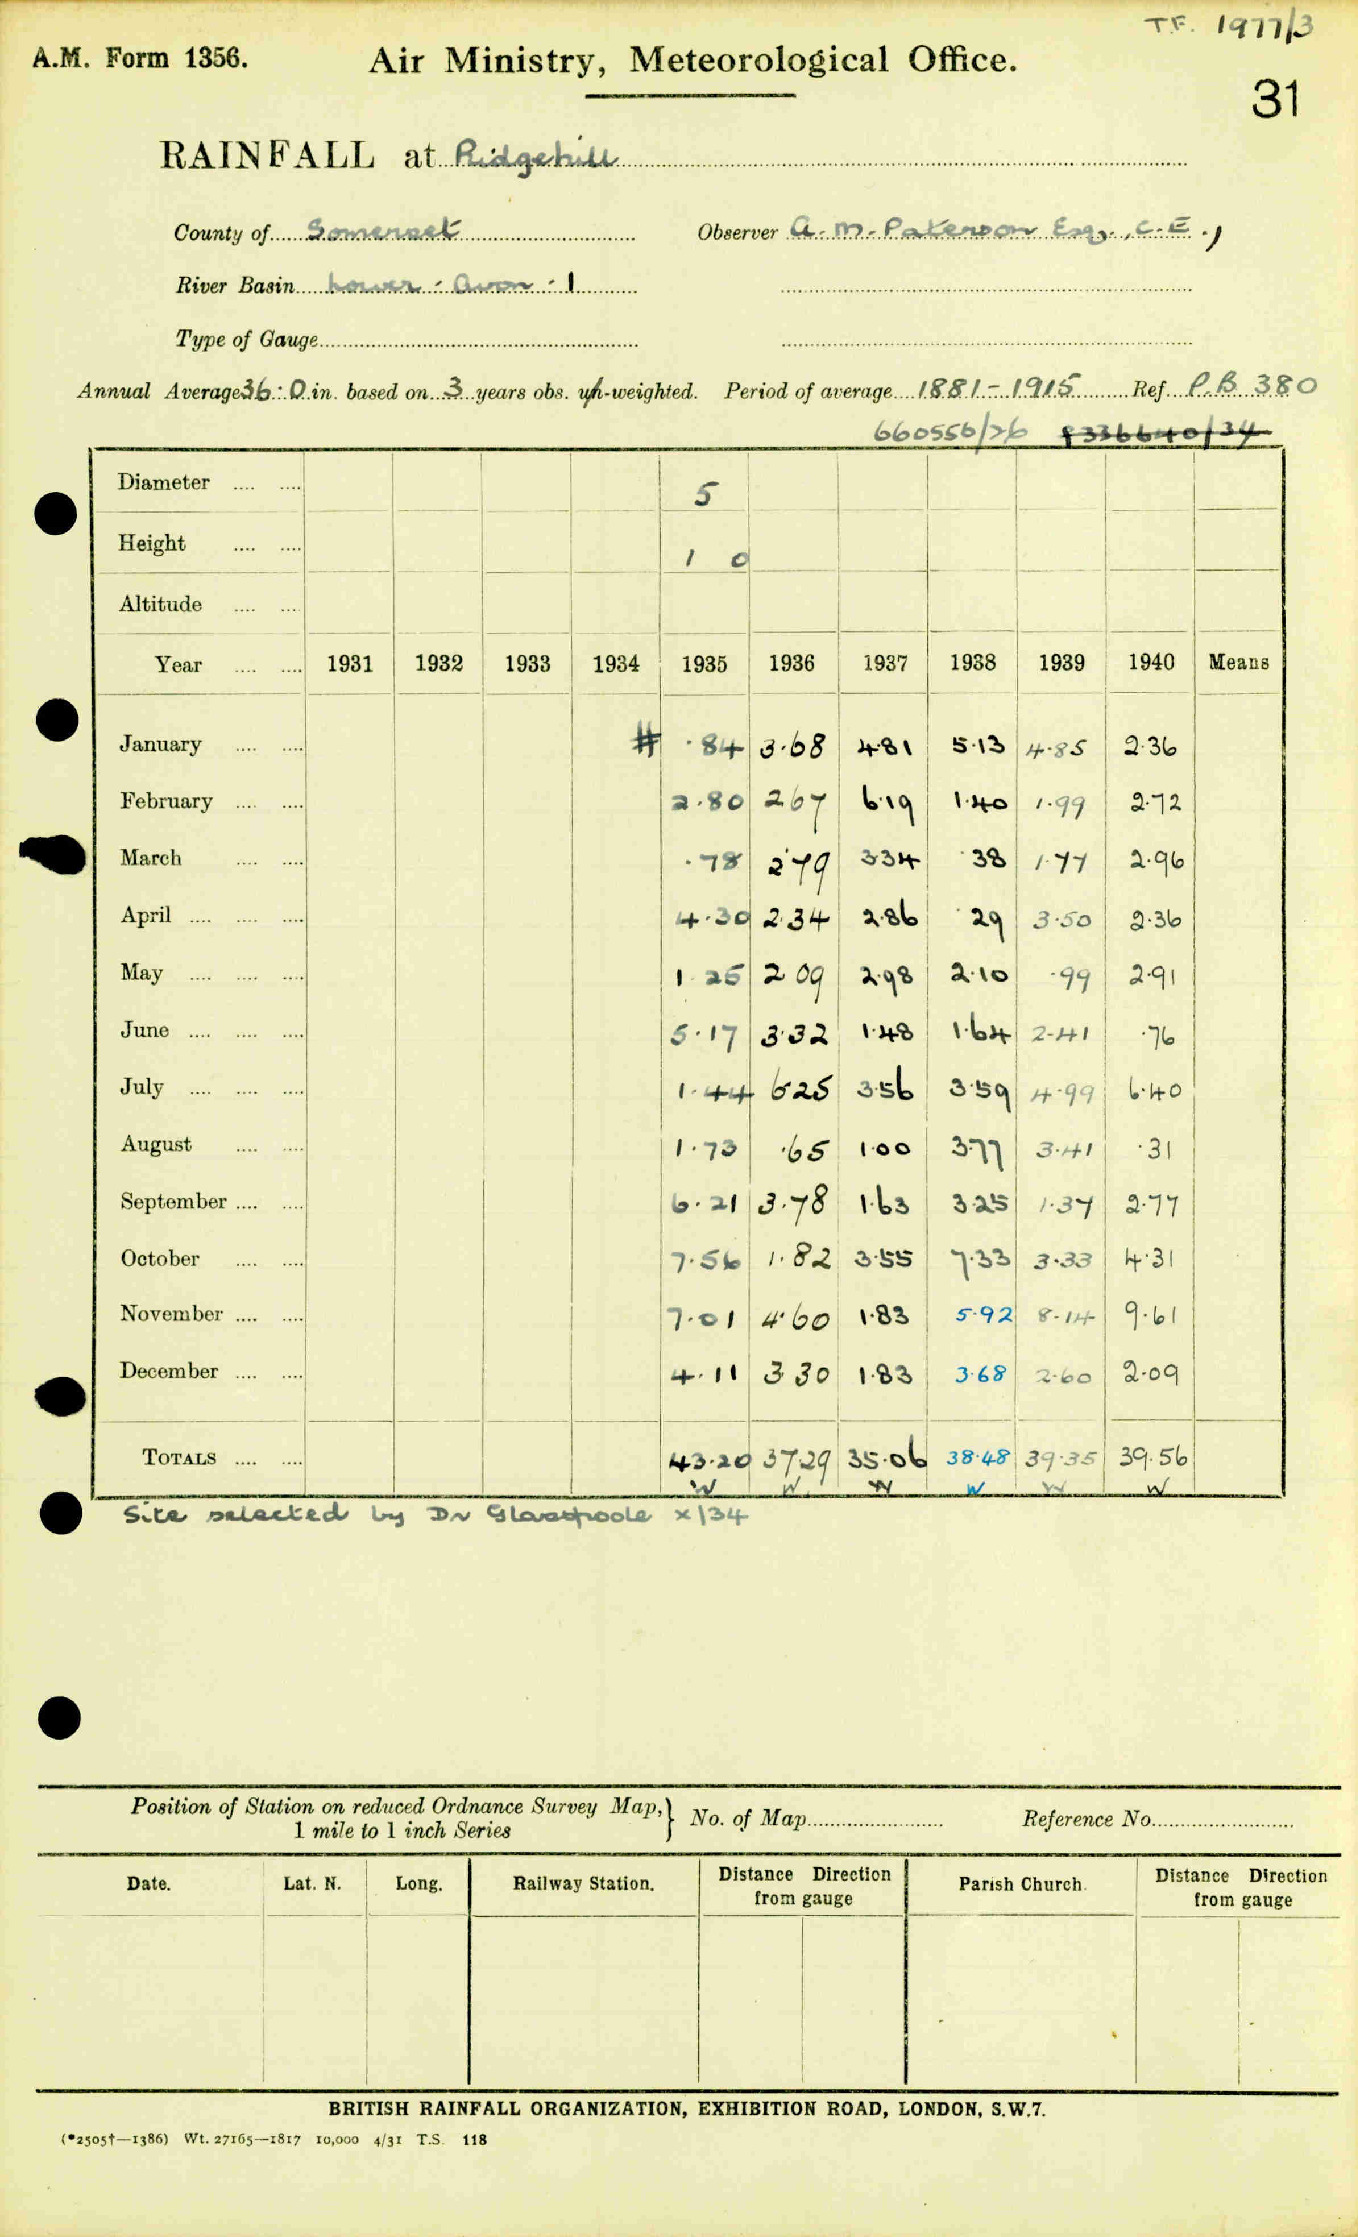 T.F. 1977/3
A.M. Form 1356. Air Ministry, Meteorological Office.
31
RAINFALL at Ridgehill
County of Somerset Observer A. M. Paterson Esq., C.E.,
River Basin Lower Avon 1
Type of Gauge
Annual Average 36.0 in. based on 3 years obs. un-weighted. Period of average 1881-1915 Ref. P.B 380
660556/26 336640/34
Diameter .... .... 5
Height .... .... 1 0
Altitude .... ....
Year .... .... 1931 1932 1933 1934 1935 1936 1937 1938 1939 1940 Means
January .... .... # .84 3.68 4.81 5.13 4.85 2.36
February .... .... 2.80 2.67 6.19 1.40 1.99 2.72
March .... .... .78 2.79 3.34 .38 1.77 2.96
April .... .... .... 4.30 2.34 2.86 .29 3.50 2.36
May .... .... .... 1.25 2.09 2.98 2.10 .99 2.91
June .... .... .... 5.17 3.32 1.48 1.64 2.41 .76
July .... .... .... 1.44 6.25 3.56 3.59 4.99 6.40
August .... .... 1.73 .65 1.00 3.77 3.41 .31
September .... .... 6.21 3.78 1.63 3.25 1.37 2.77
October .... .... 7.56 1.82 3.55 7.33 3.33 4.31
November .... .... 7.01 4.60 1.83 5.92 8.14 9.61
December .... .... 4.11 3.30 1.83 3.68 2.60 2.09
TOTALS .... .... 43.20 37.29 35.06 38.48 39.35 39.56
W W W W W W
Site selected by Dr Glasspoole x/34
Position of Station on reduced Ordnance Survey Map,} No. of Map Reference No.
1 mile to 1 inch Series
Date. Lat. N. Long. Railway Station. Distance Direction from gauge Parish Church. Distance Direction from gauge
BRITISH RAINFALL ORGANIZATION, EXHIBITION ROAD, LONDON, S.W.7.
(*2505†—1386) Wt. 27165—1817 10,000 4/31 T.S. 118